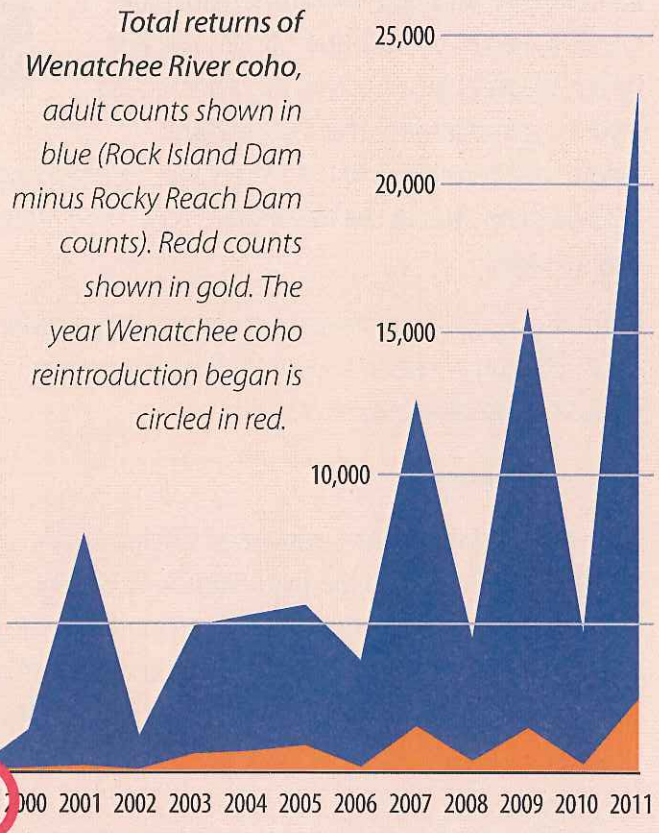 Total returns of
Wenatchee River coho,
adult counts shown in
blue (Rock Island Dam
minus Rocky Reach Dam
counts). Redd counts
shown in gold. The
year Wenatchee coho
reintroduction began is
circled in red.
25,000
20,000
15,000
10,000
2000 2001 2002 2003 2004 2005 2006 2007 2008 2009 2010 2011